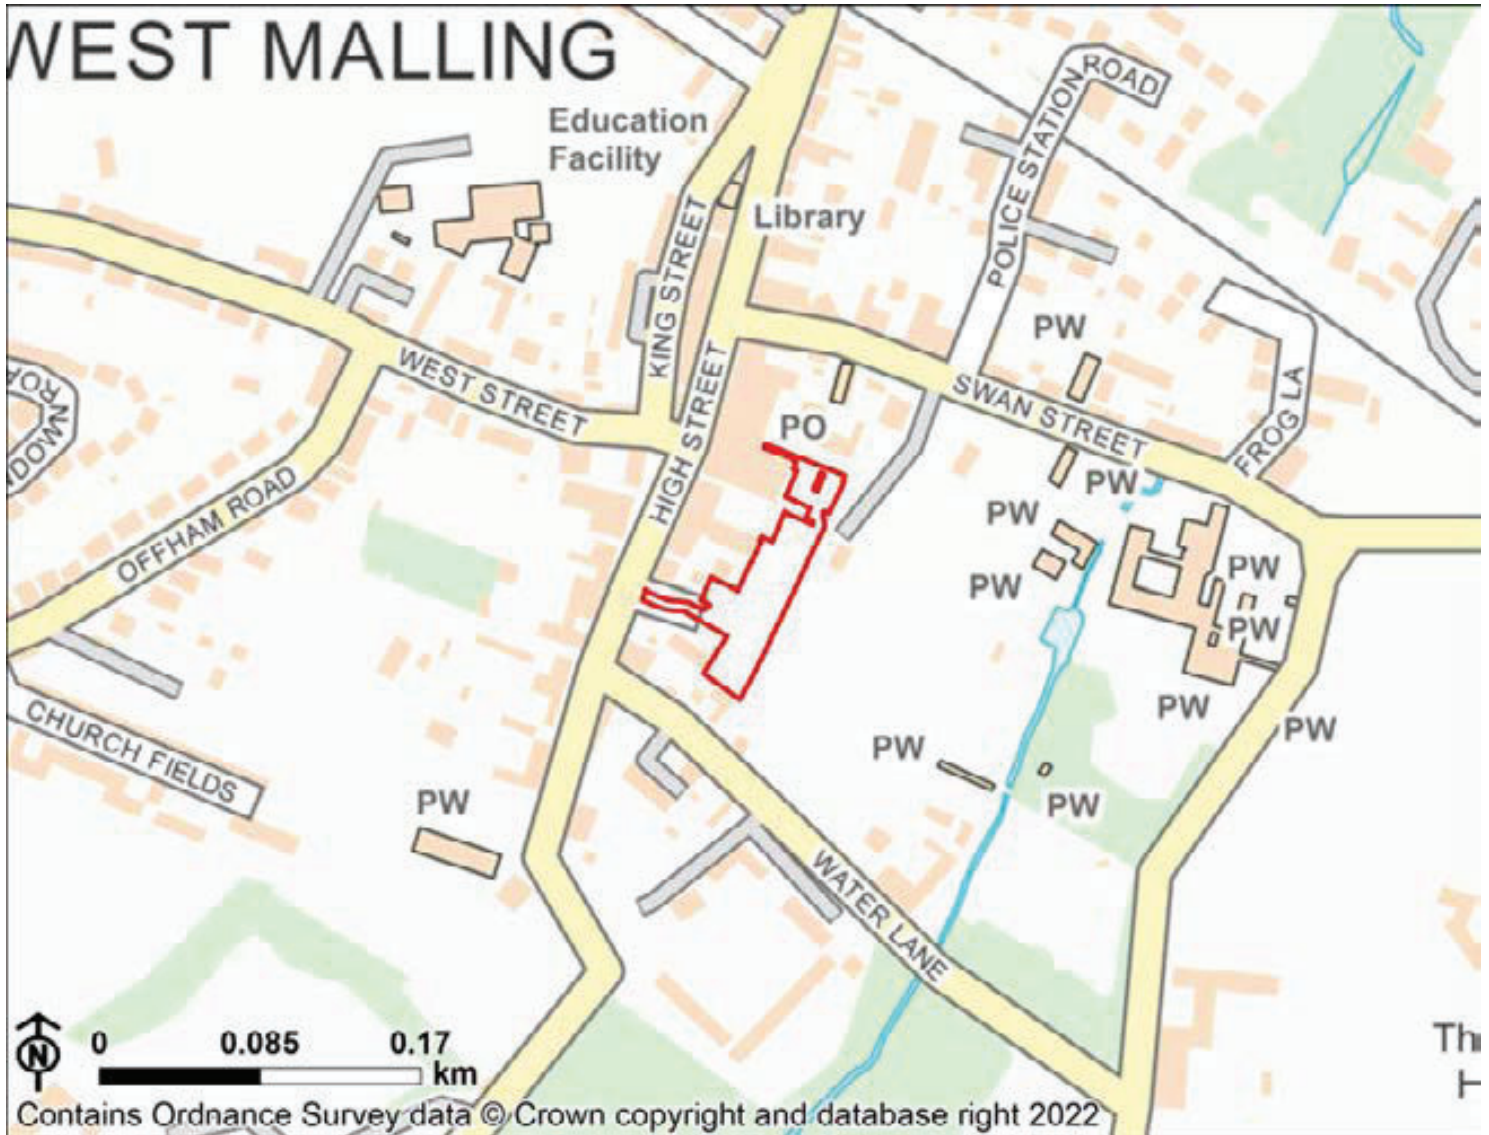 WEST MALLING
Education
Facility
Library
POLICE STATION ROAD
KING STREET
HIGH STREET
WEST STREET
PW
SWAN STREET
FROG LA
PO
PW
PW
PW
OFFHAM ROAD
PW
PW
PW
PW
CHURCH FIELDS
PW
PW
PW
WATER LANE
N
0 0.085 0.17
km
Contains Ordnance Survey data © Crown copyright and database right 2022